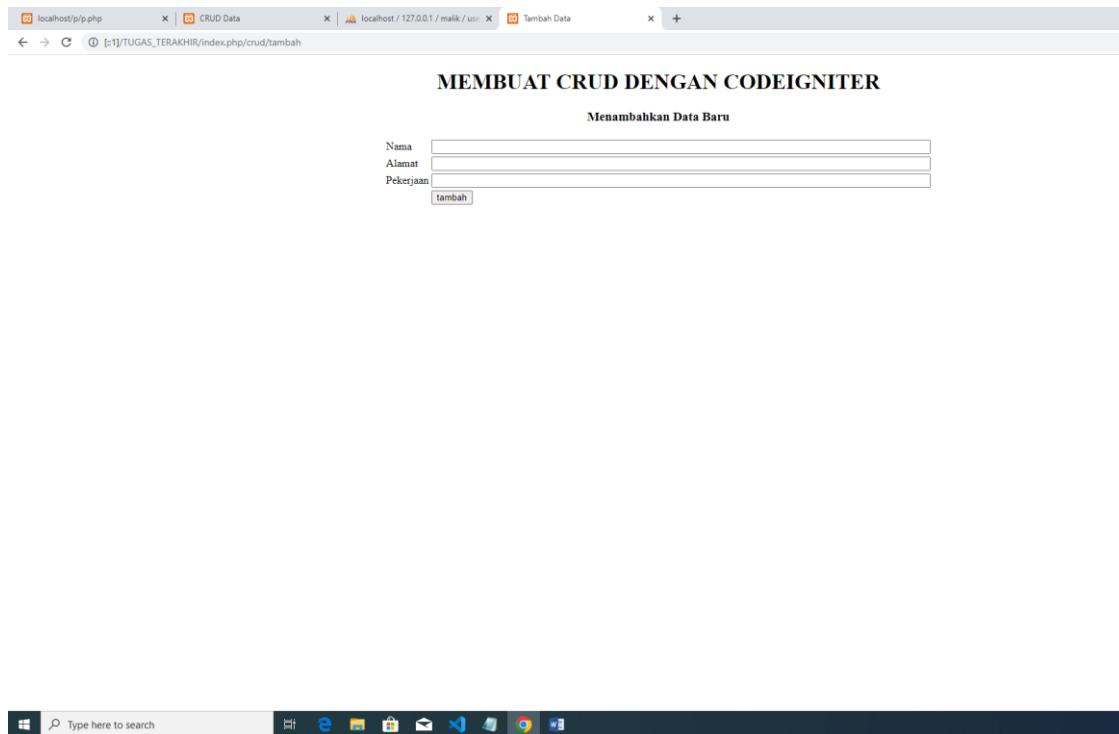 localhost/p/p.php
CRUD Data
localhost / 127.0.0.1 / malik / use
Tambah Data
[::1]/TUGAS_TERAKHIR/index.php/crud/tambah
MEMBUAT CRUD DENGAN CODEIGNITER
Menambahkan Data Baru
Nama
Alamat
Pekerjaan
tambah
Type here to search